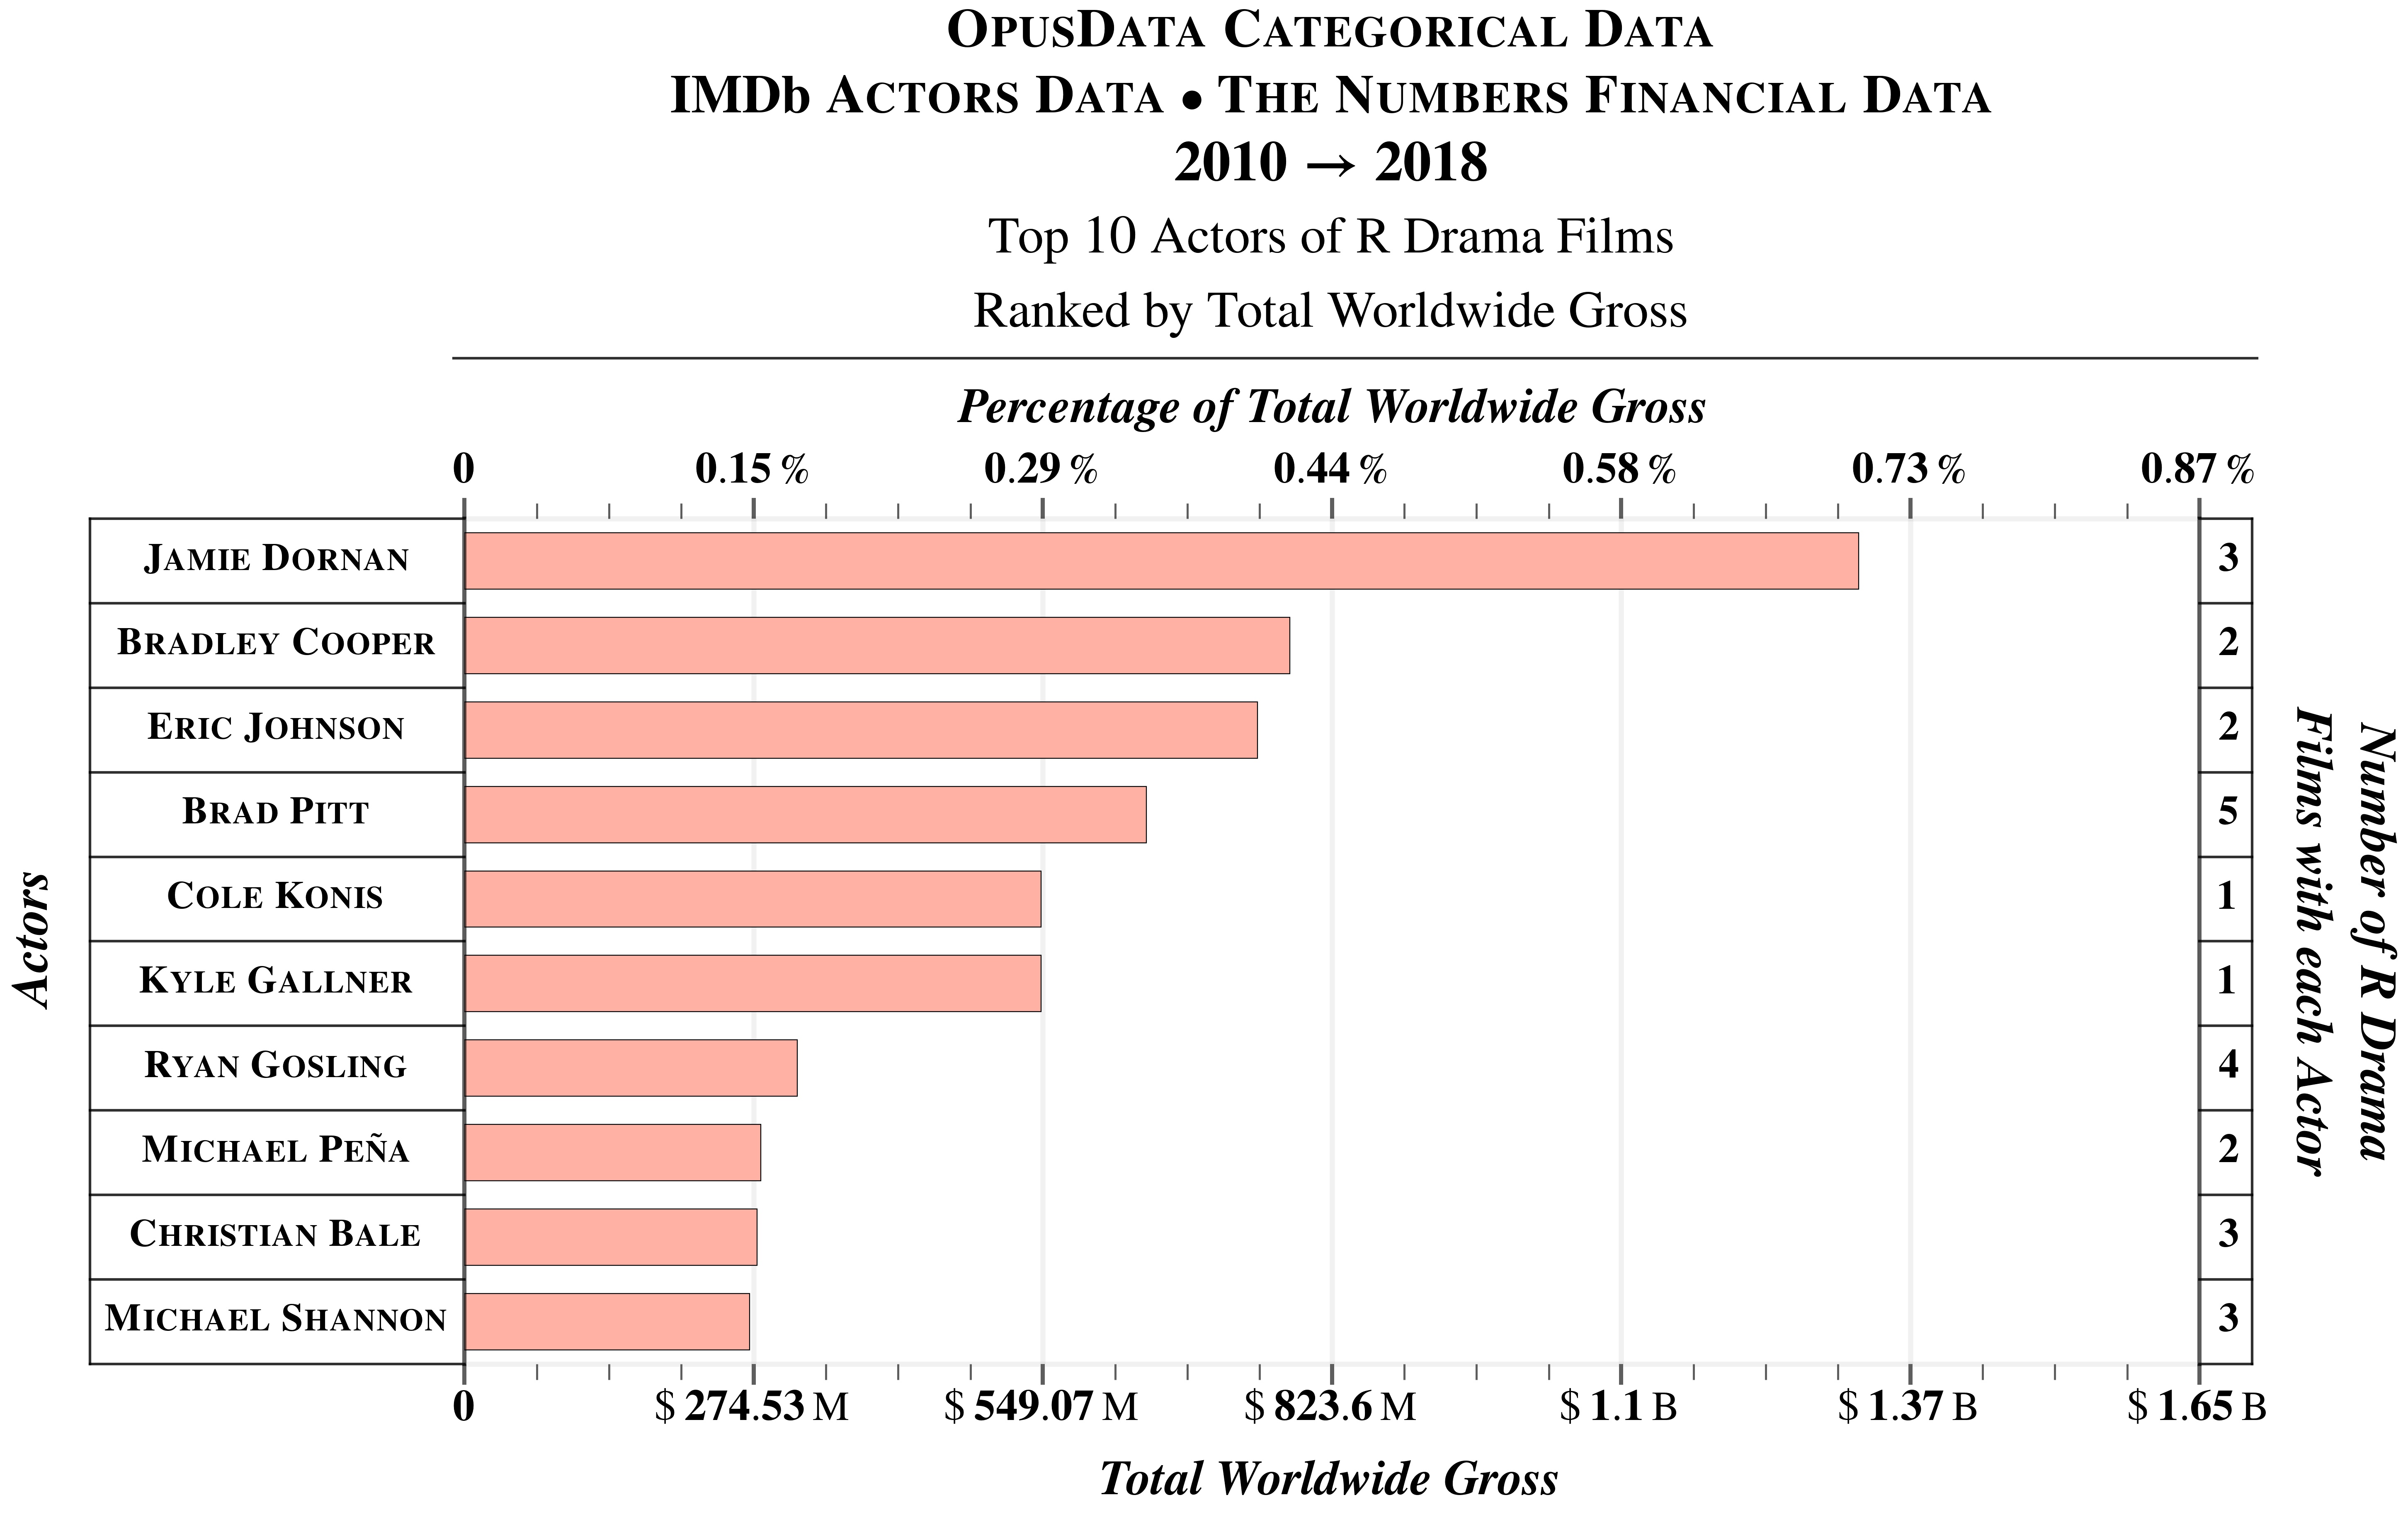 OpusData Categorical Data
IMDb Actors Data • The Numbers Financial Data
2010 → 2018
Top 10 Actors of R Drama Films
Ranked by Total Worldwide Gross
Percentage of Total Worldwide Gross
0 0.15 % 0.29 % 0.44 % 0.58 % 0.73 % 0.87 %
Jamie Dornan 3
Bradley Cooper 2
Eric Johnson 2
Brad Pitt 5
Cole Konis 1
Kyle Gallner 1
Ryan Gosling 4
Michael Peña 2
Christian Bale 3
Michael Shannon 3
Actors
Number of R Drama
Films with each Actor
0 $ 274.53 M $ 549.07 M $ 823.6 M $ 1.1 B $ 1.37 B $ 1.65 B
Total Worldwide Gross